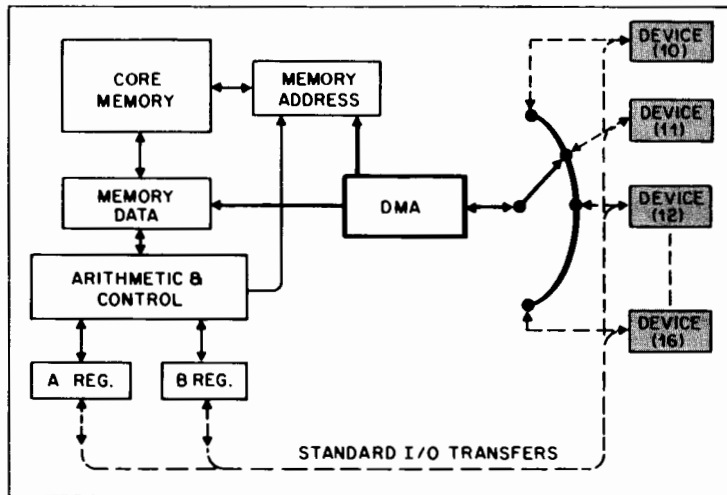 CORE
MEMORY
MEMORY
ADDRESS
DEVICE
(10)
DEVICE
(11)
MEMORY
DATA
DMA
DEVICE
(12)
ARITHMETIC &
CONTROL
DEVICE
(16)
A REG.
B REG.
STANDARD I/O TRANSFERS